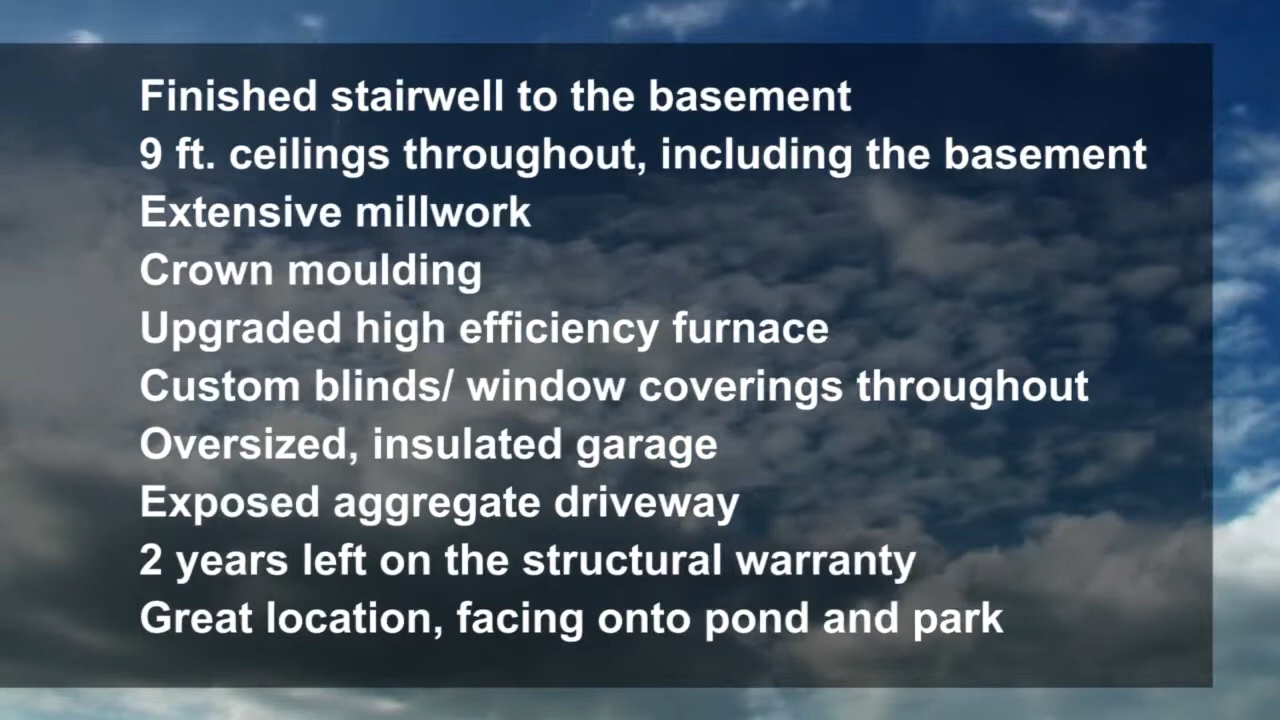 Finished stairwell to the basement
9 ft. ceilings throughout, including the basement
Extensive millwork
Crown moulding
Upgraded high efficiency furnace
Custom blinds/ window coverings throughout
Oversized, insulated garage
Exposed aggregate driveway
2 years left on the structural warranty
Great location, facing onto pond and park